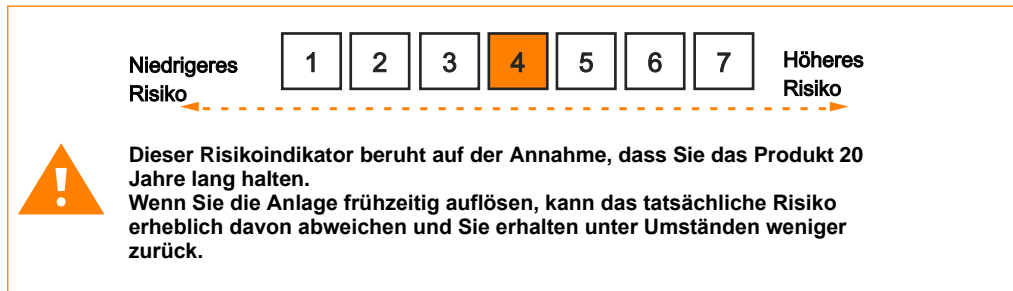 Niedrigeres Risiko
1 2 3 4 5 6 7
Höheres Risiko
!
Dieser Risikoindikator beruht auf der Annahme, dass Sie das Produkt 20
Jahre lang halten.
Wenn Sie die Anlage frühzeitig auflösen, kann das tatsächliche Risiko
erheblich davon abweichen und Sie erhalten unter Umständen weniger
zurück.